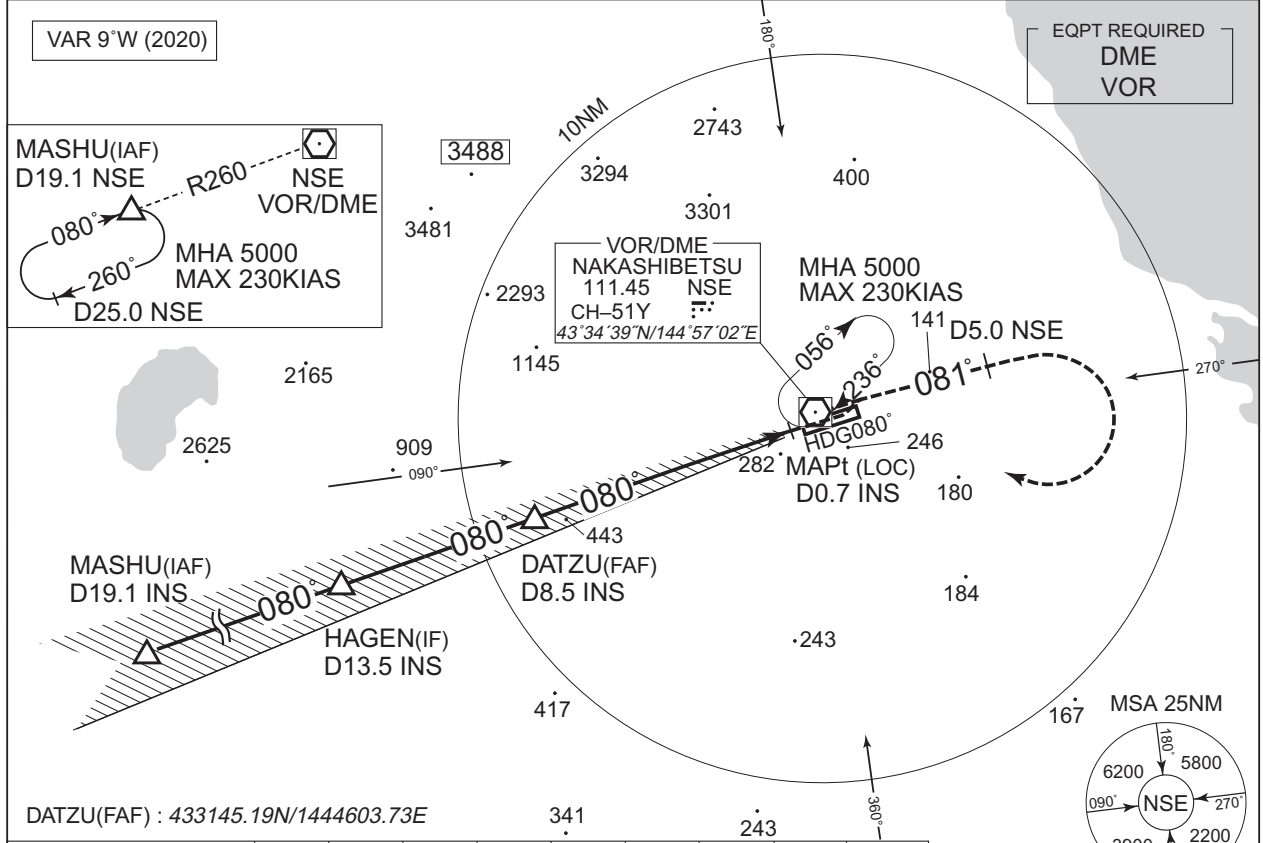 VAR 9°W (2020)
EQPT REQUIRED
DME
VOR
180°
10NM
2743
MASHU(IAF)
D19.1 NSE
R260
NSE
VOR/DME
080°
260°
MHA 5000
MAX 230KIAS
D25.0 NSE
3488
3294
400
3301
3481
VOR/DME
NAKASHIBETSU
111.45 NSE
CH–51Y
43°34´39˝N/144°57´02˝E
MHA 5000
MAX 230KIAS
2293
141
D5.0 NSE
056°
236°
081°
270°
1145
2165
2625
909
090°
HDG080°
246
282
MAPt (LOC)
D0.7 INS
180
080°
080°
443
DATZU(FAF)
D8.5 INS
MASHU(IAF)
D19.1 INS
080°
HAGEN(IF)
D13.5 INS
184
243
417
167
MSA 25NM
180°
6200
5800
090°
NSE
270°
2200
360°
DATZU(FAF) : 433145.19N/1444603.73E
341
243